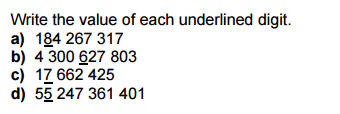 Write the value of each underlined digit.
a) 184 267 317
b) 4 300 627 803
c) 17 662 425
d) 55 247 361 401